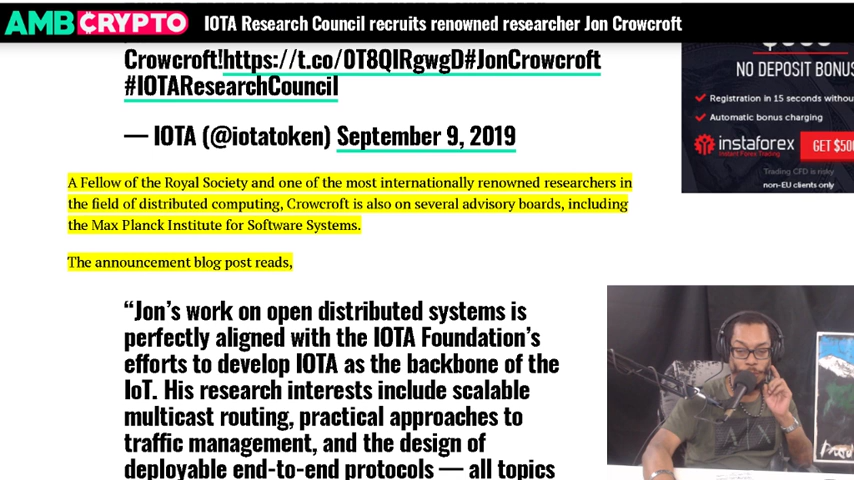 AMBCRYPTO IOTA Research Council recruits renowned researcher Jon Crowcroft
Crowcroft!https://t.co/0T8QIRgwgD#JonCrowcroft
#IOTAResearchCouncil
— IOTA (@iotatoken) September 9, 2019
A Fellow of the Royal Society and one of the most internationally renowned researchers in
the field of distributed computing, Crowcroft is also on several advisory boards, including
the Max Planck Institute for Software Systems.
The announcement blog post reads,
“Jon’s work on open distributed systems is
perfectly aligned with the IOTA Foundation’s
efforts to develop IOTA as the backbone of the
IoT. His research interests include scalable
multicast routing, practical approaches to
traffic management, and the design of
deployable end-to-end protocols — all topics
NO DEPOSIT BONUS
Registration in 15 seconds
Automatic bonus charging
instaforex
Instant Forex Trading
GET $50
Trading CFD is risky
non-EU clients only